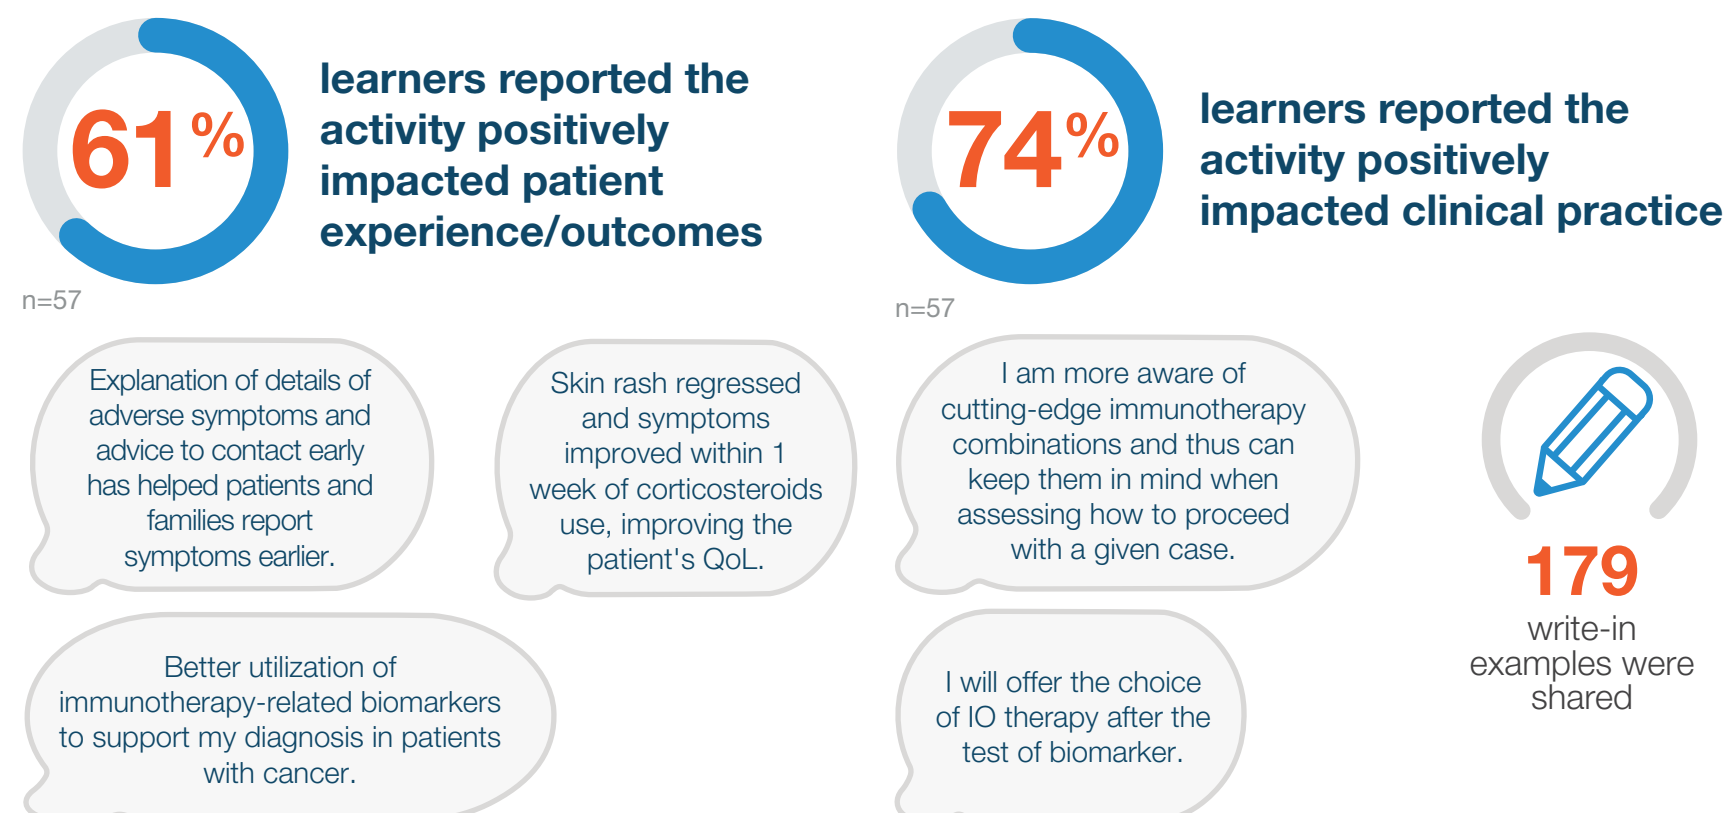 61%
learners reported the
activity positively
impacted patient
experience/outcomes
n=57
74%
learners reported the
activity positively
impacted clinical practice
n=57
Explanation of details of
adverse symptoms and
advice to contact early
has helped patients and
families report
symptoms earlier.
Skin rash regressed
and symptoms
improved within 1
week of corticosteroids
use, improving the
patient's QoL.
Better utilization of
immunotherapy-related biomarkers
to support my diagnosis in patients
with cancer.
I am more aware of
cutting-edge immunotherapy
combinations and thus can
keep them in mind when
assessing how to proceed
with a given case.
I will offer the choice
of IO therapy after the
test of biomarker.
179
write-in
examples were
shared